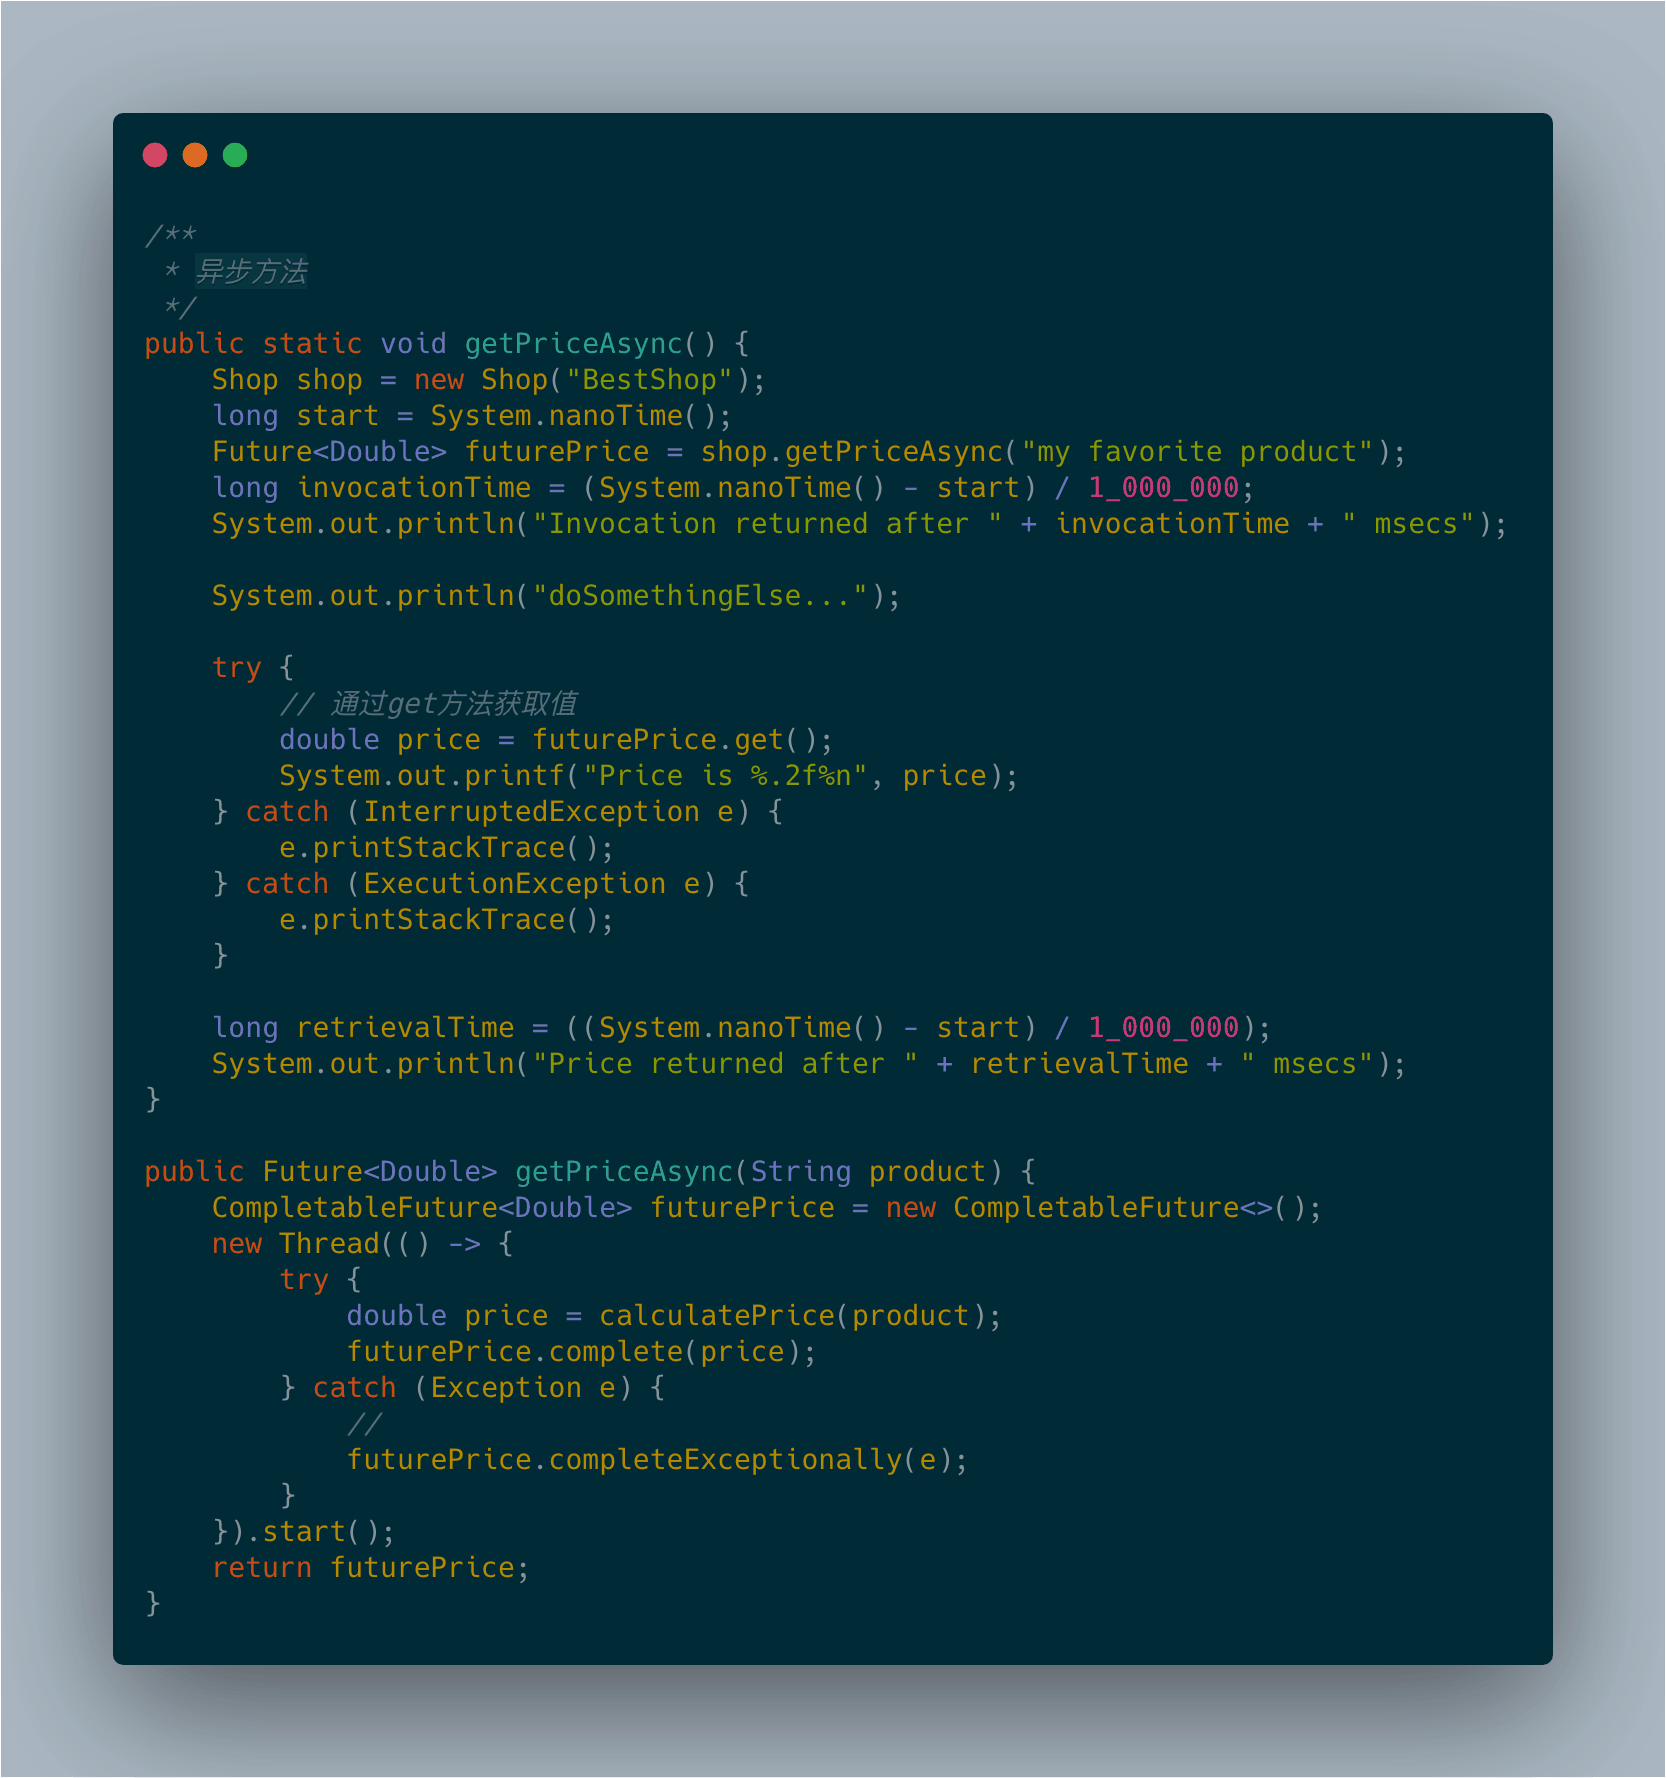 /**
 * 异步方法
 */
public static void getPriceAsync() {
    Shop shop = new Shop("BestShop");
    long start = System.nanoTime();
    Future<Double> futurePrice = shop.getPriceAsync("my favorite product");
    long invocationTime = (System.nanoTime() - start) / 1_000_000;
    System.out.println("Invocation returned after " + invocationTime + " msecs");

    System.out.println("doSomethingElse...");

    try {
        // 通过get方法获取值
        double price = futurePrice.get();
        System.out.printf("Price is %.2f%n", price);
    } catch (InterruptedException e) {
        e.printStackTrace();
    } catch (ExecutionException e) {
        e.printStackTrace();
    }

    long retrievalTime = ((System.nanoTime() - start) / 1_000_000);
    System.out.println("Price returned after " + retrievalTime + " msecs");
}

public Future<Double> getPriceAsync(String product) {
    CompletableFuture<Double> futurePrice = new CompletableFuture<>();
    new Thread(() -> {
        try {
            double price = calculatePrice(product);
            futurePrice.complete(price);
        } catch (Exception e) {
            //
            futurePrice.completeExceptionally(e);
        }
    }).start();
    return futurePrice;
}